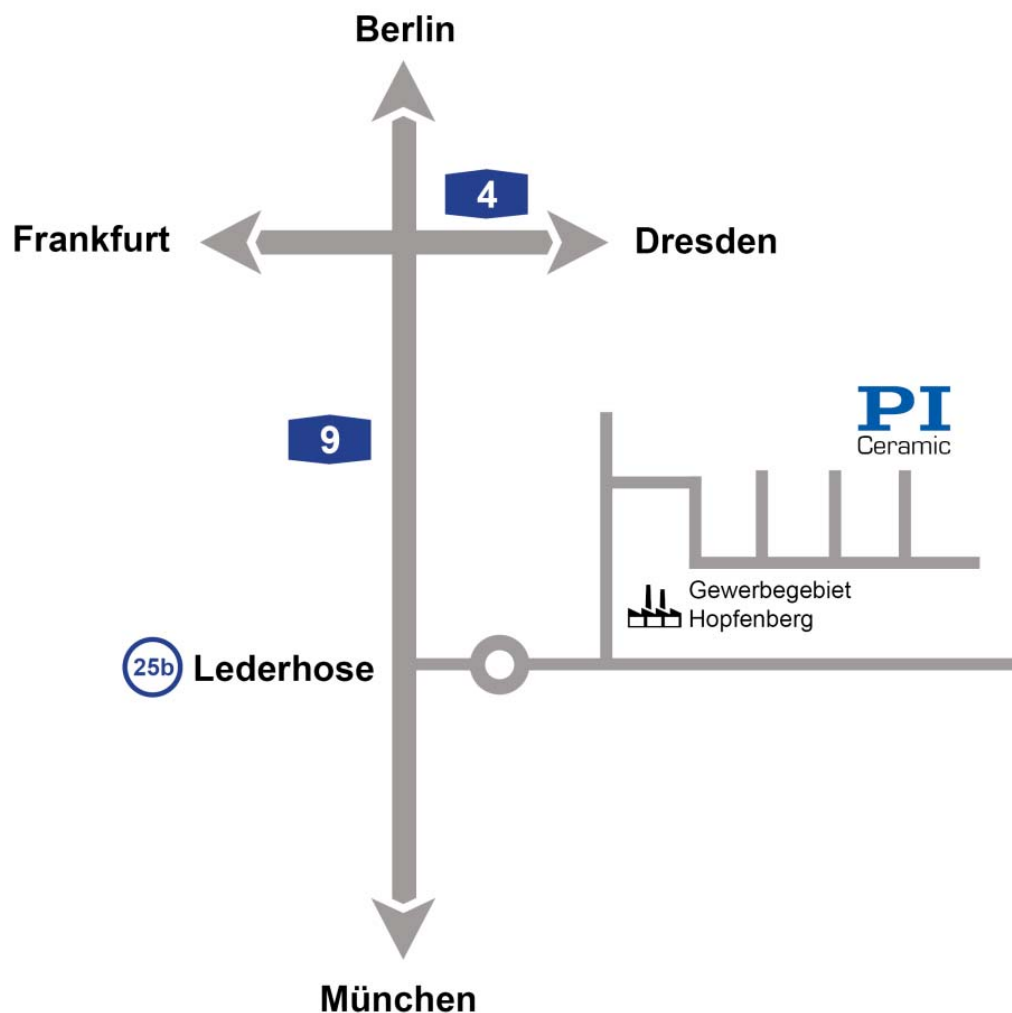 Berlin
4
Frankfurt
Dresden
PI
Ceramic
9
Gewerbegebiet
Hopfenberg
25b
Lederhose
München